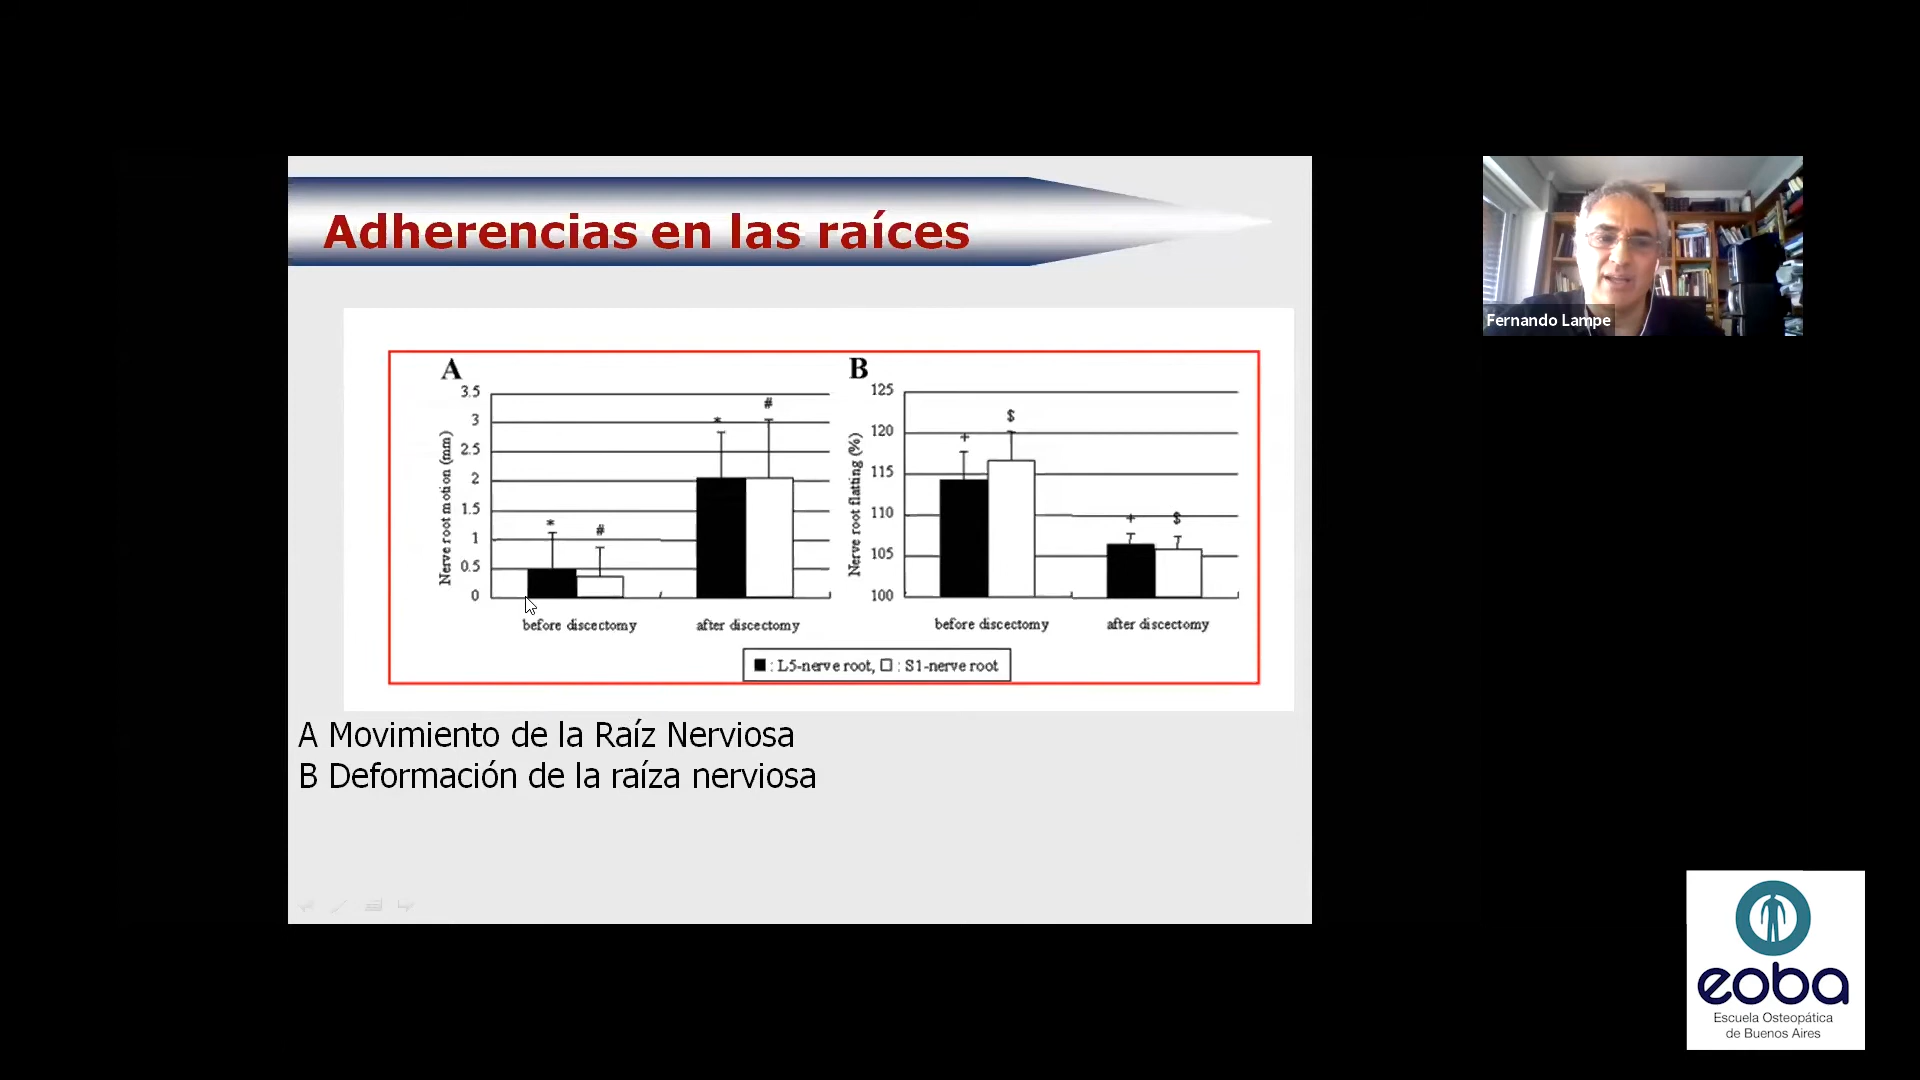 Adherencias en las raíces
A
3.5
3
2.5
2
1.5
1
0.5
0
Nerve root motion (mm)
* # * #
before discectomy after discectomy
B
125
120
115
110
105
100
Nerve root flatting (%)
+ $ + $
before discectomy after discectomy
■ : L5-nerve root, □ : S1-nerve root
A Movimiento de la Raíz Nerviosa
B Deformación de la raíza nerviosa
Fernando Lampe
eoba
Escuela Osteopática
de Buenos Aires